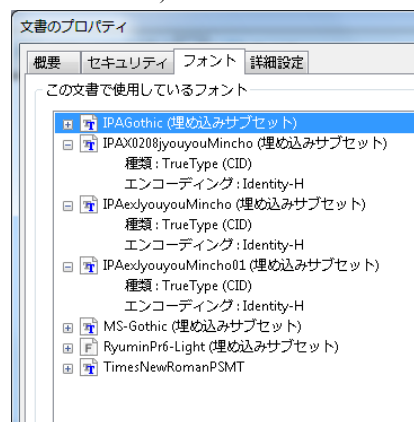 文書のプロパティ
概要 セキュリティ フォント 詳細設定
この文書で使用しているフォント
IPAGothic (埋め込みサブセット)
IPAX0208jyouyouMincho (埋め込みサブセット)
種類 : TrueType (CID)
エンコーディング : Identity-H
IPAexJyouyouMincho (埋め込みサブセット)
種類 : TrueType (CID)
エンコーディング : Identity-H
IPAexJyouyouMincho01 (埋め込みサブセット)
種類 : TrueType (CID)
エンコーディング : Identity-H
MS-Gothic (埋め込みサブセット)
RyuminPr6-Light (埋め込みサブセット)
TimesNewRomanPSMT